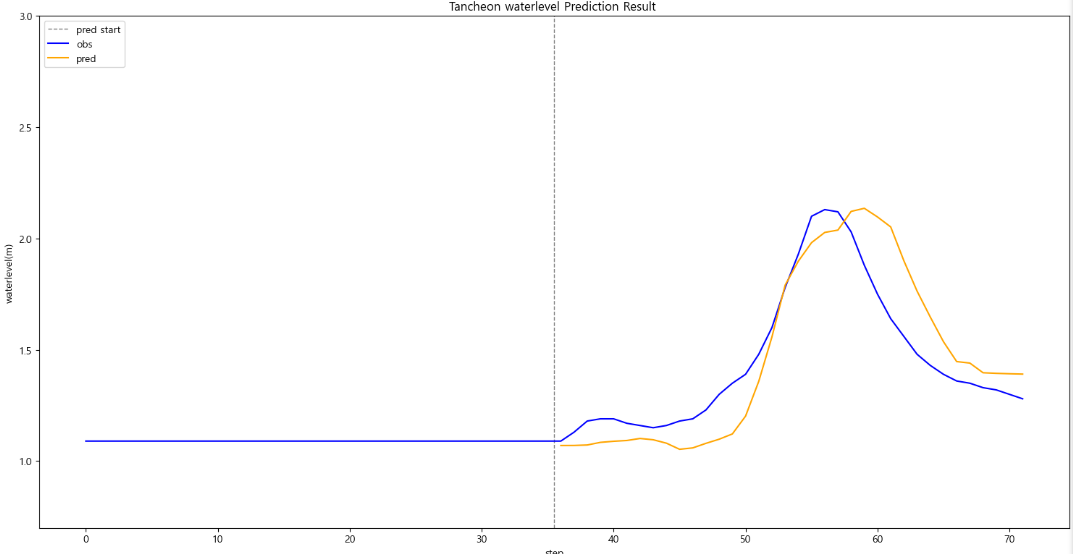 Tancheon waterlevel Prediction Result
pred start
obs
pred
3.0
2.5
2.0
1.5
1.0
waterlevel(m)
0 10 20 30 40 50 60 70
step